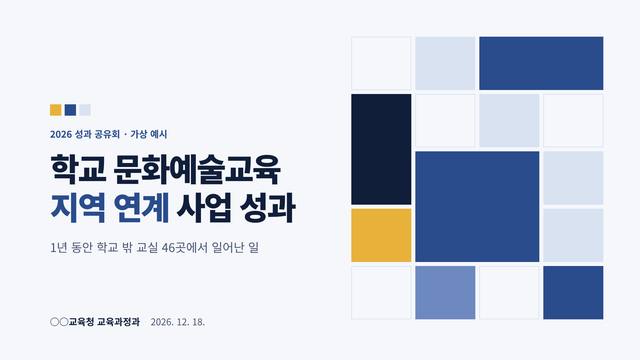 2026 성과 공유회 · 가상 예시
학교 문화예술교육
지역 연계 사업 성과
1년 동안 학교 밖 교실 46곳에서 일어난 일
○○교육청 교육과정과 2026. 12. 18.